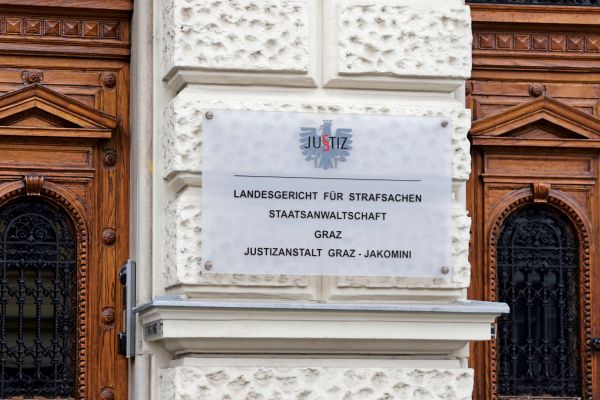 JUSTIZ
LANDESGERICHT FÜR STRAFSACHEN
STAATSANWALTSCHAFT
GRAZ
JUSTIZANSTALT GRAZ - JAKOMINI